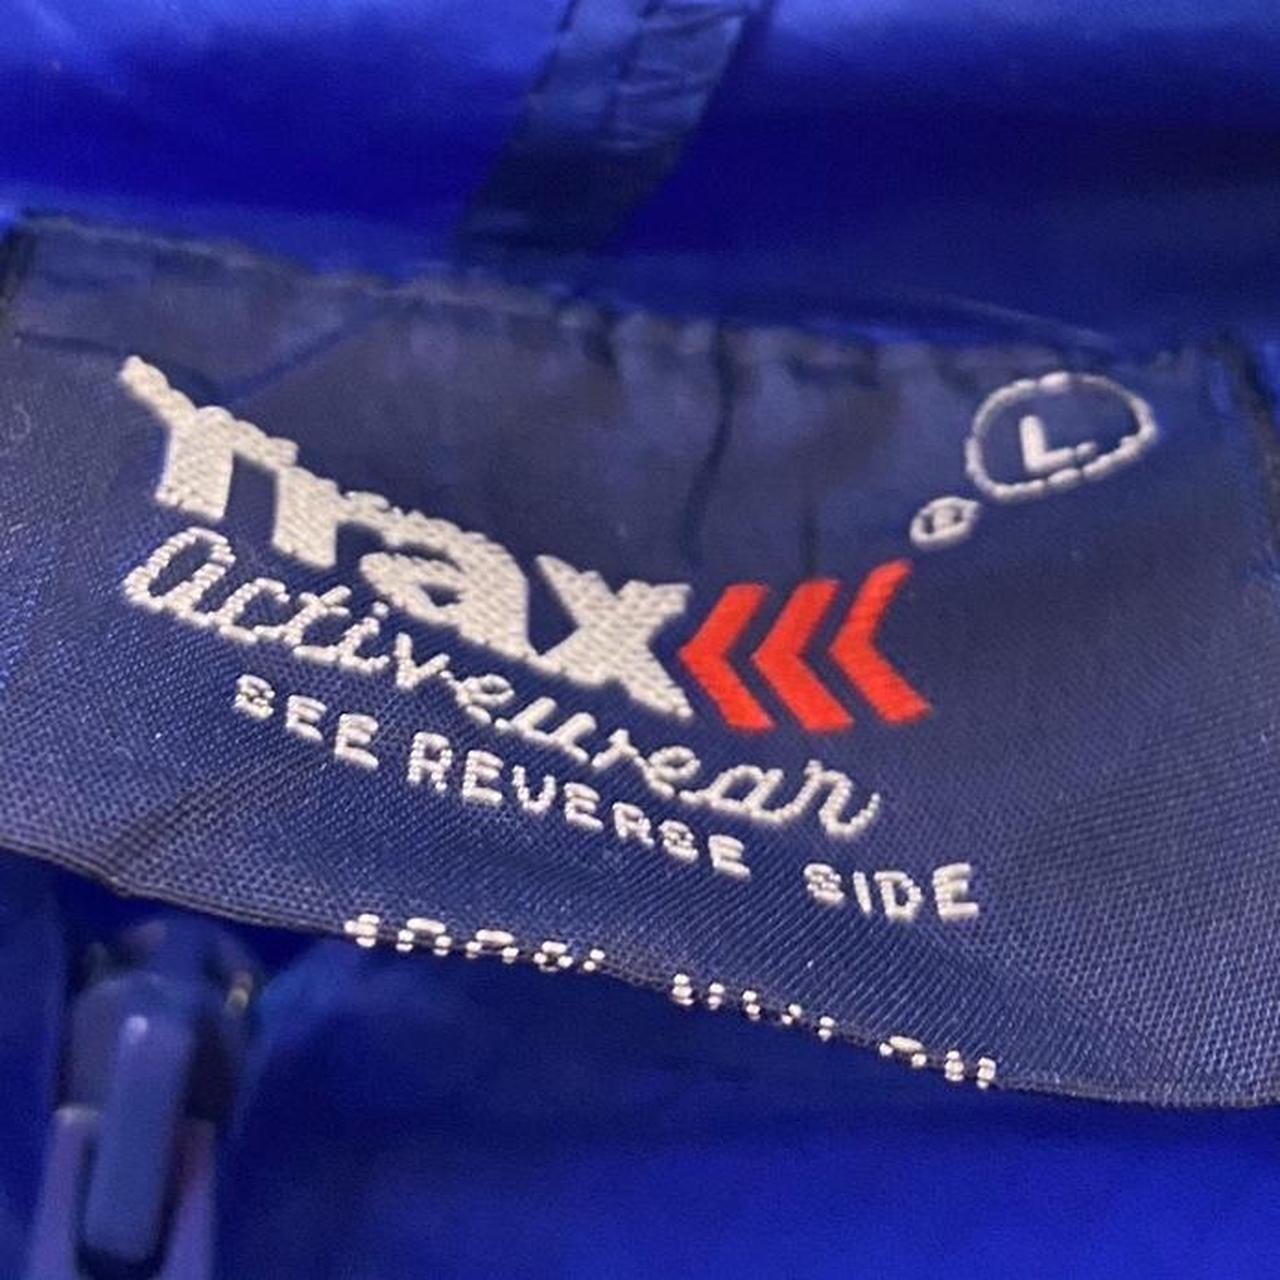 L
®
Trax
activewear
SEE REVERSE SIDE